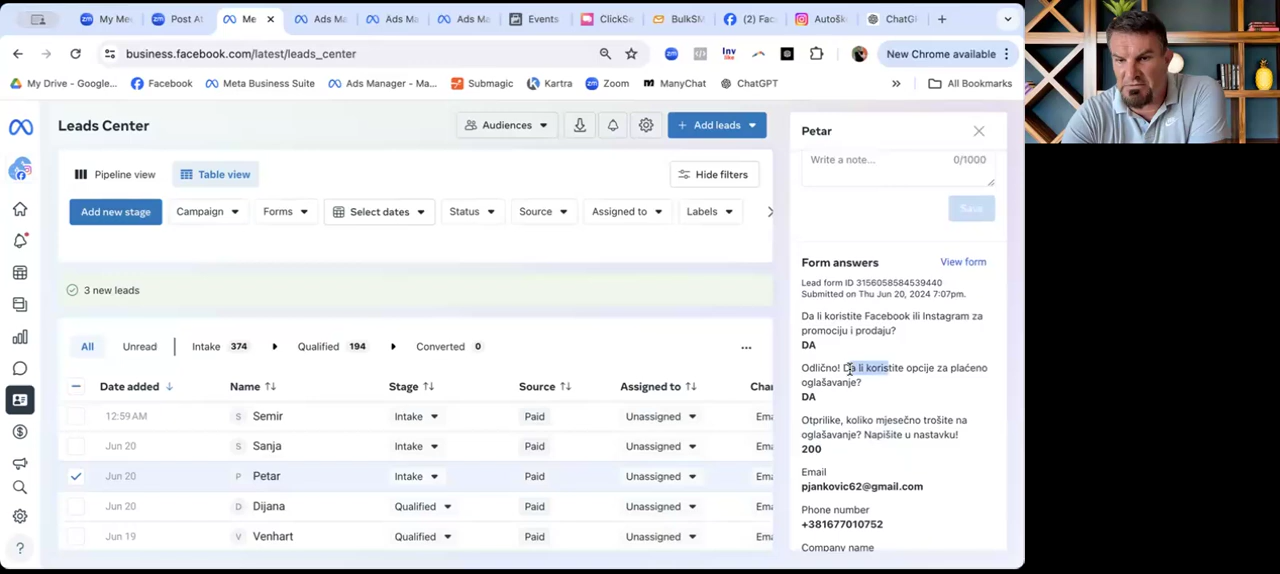 My Me
Post At
Me
Ads Ma
Ads Ma
Ads Ma
Events
ClickSe
BulkSM
(2) Fac
Autošk
ChatGF
business.facebook.com/latest/leads_center
New Chrome available
My Drive - Google...
Facebook
Meta Business Suite
Ads Manager - Ma...
Submagic
Kartra
Zoom
ManyChat
ChatGPT
All Bookmarks
Leads Center
Audiences
Add leads
Pipeline view
Table view
Hide filters
Add new stage
Campaign
Forms
Select dates
Status
Source
Assigned to
Labels
3 new leads
All
Unread
Intake 374
Qualified 194
Converted 0
Date added
Name
Stage
Source
Assigned to
Chan
12:59 AM S Semir Intake Paid Unassigned Ema
Jun 20 S Sanja Intake Paid Unassigned Ema
Jun 20 P Petar Intake Paid Unassigned Ema
Jun 20 D Dijana Qualified Paid Unassigned Ema
Jun 19 V Venhart Qualified Paid Unassigned Ema
Petar
Write a note...
0/1000
Save
Form answers
View form
Lead form ID 3156058584539440
Submitted on Thu Jun 20, 2024 7:07pm.
Da li koristite Facebook ili Instagram za
promociju i prodaju?
DA
Odlično! Da li koristite opcije za plaćeno
oglašavanje?
DA
Otprilike, koliko mjesečno trošite na
oglašavanje? Napišite u nastavku!
200
Email
pjankovic62@gmail.com
Phone number
+381677010752
Company name